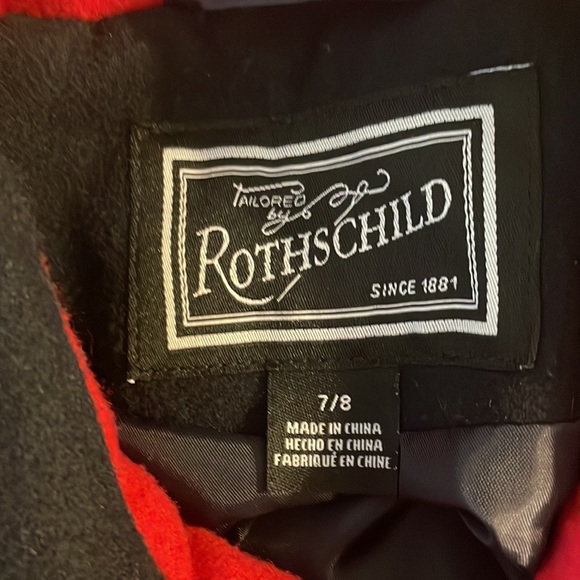 TAILORED
by
ROTHSCHILD
SINCE 1881
7/8
MADE IN CHINA
HECHO EN CHINA
FABRIQUÉ EN CHINE